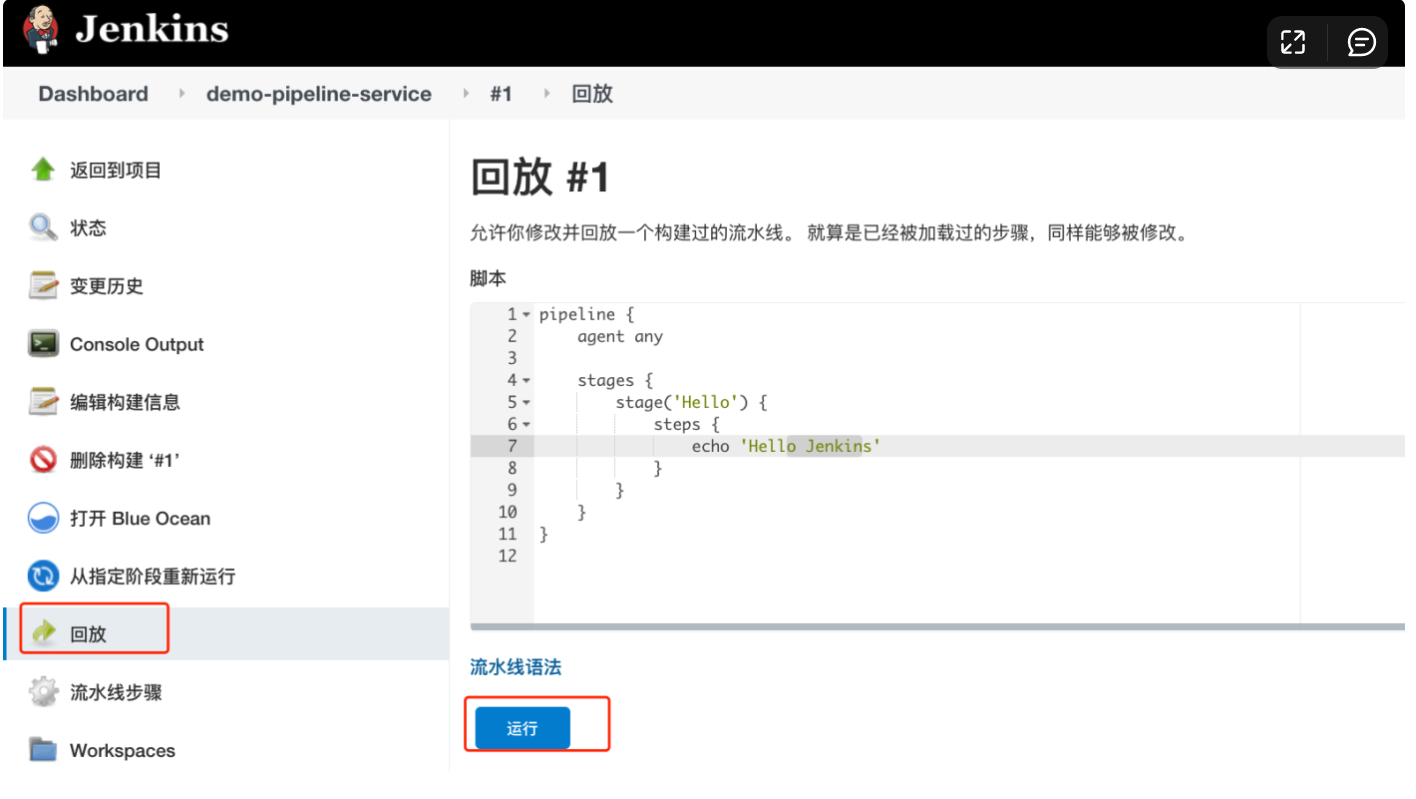 Jenkins
Dashboard demo-pipeline-service #1 回放
返回到项目
状态
变更历史
Console Output
编辑构建信息
删除构建 ‘#1’
打开 Blue Ocean
从指定阶段重新运行
回放
流水线步骤
Workspaces
回放 #1
允许你修改并回放一个构建过的流水线。 就算是已经被加载过的步骤，同样能够被修改。
脚本
1 pipeline {
2     agent any
3
4     stages {
5         stage('Hello') {
6             steps {
7                 echo 'Hello Jenkins'
8             }
9         }
10     }
11 }
12
流水线语法
运行